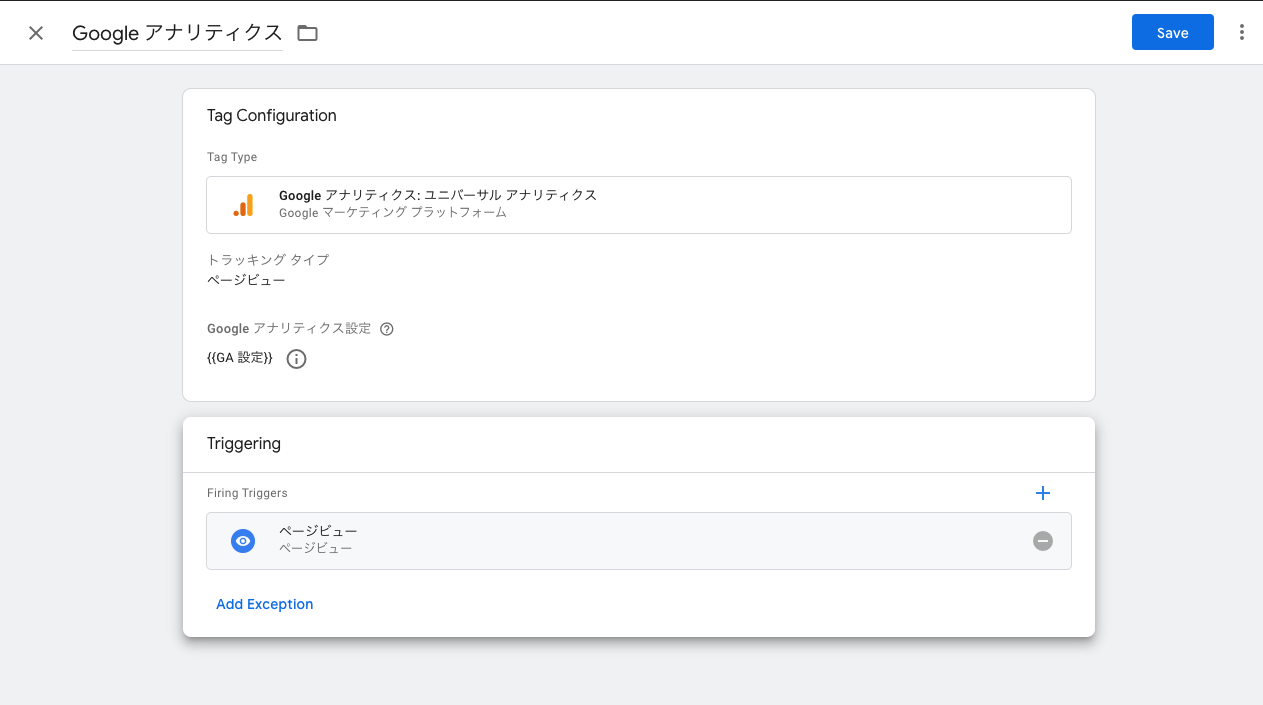 Google アナリティクス
Save
Tag Configuration
Tag Type
Google アナリティクス: ユニバーサル アナリティクス
Google マーケティング プラットフォーム
トラッキング タイプ
ページビュー
Google アナリティクス設定
{{GA 設定}}
Triggering
Firing Triggers
ページビュー
ページビュー
Add Exception